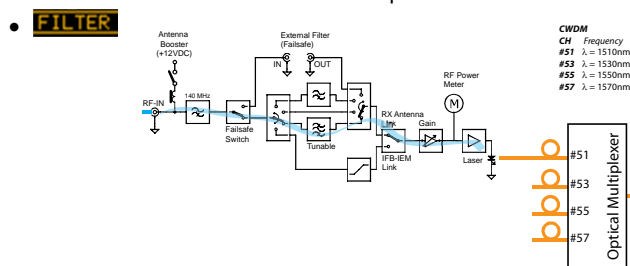 FILTER
Antenna
Booster
(+12VDC)
External Filter
(Failsafe)
IN
OUT
RF-IN
140 MHz
Failsafe
Switch
Tunable
RX Antenna
Link
IFB-IEM
Link
Gain
RF Power
Meter
M
Laser
CWDM
CH Frequency
#51 λ = 1510nm
#53 λ = 1530nm
#55 λ = 1550nm
#57 λ = 1570nm
#51
#53
#55
#57
Optical Multiplexer